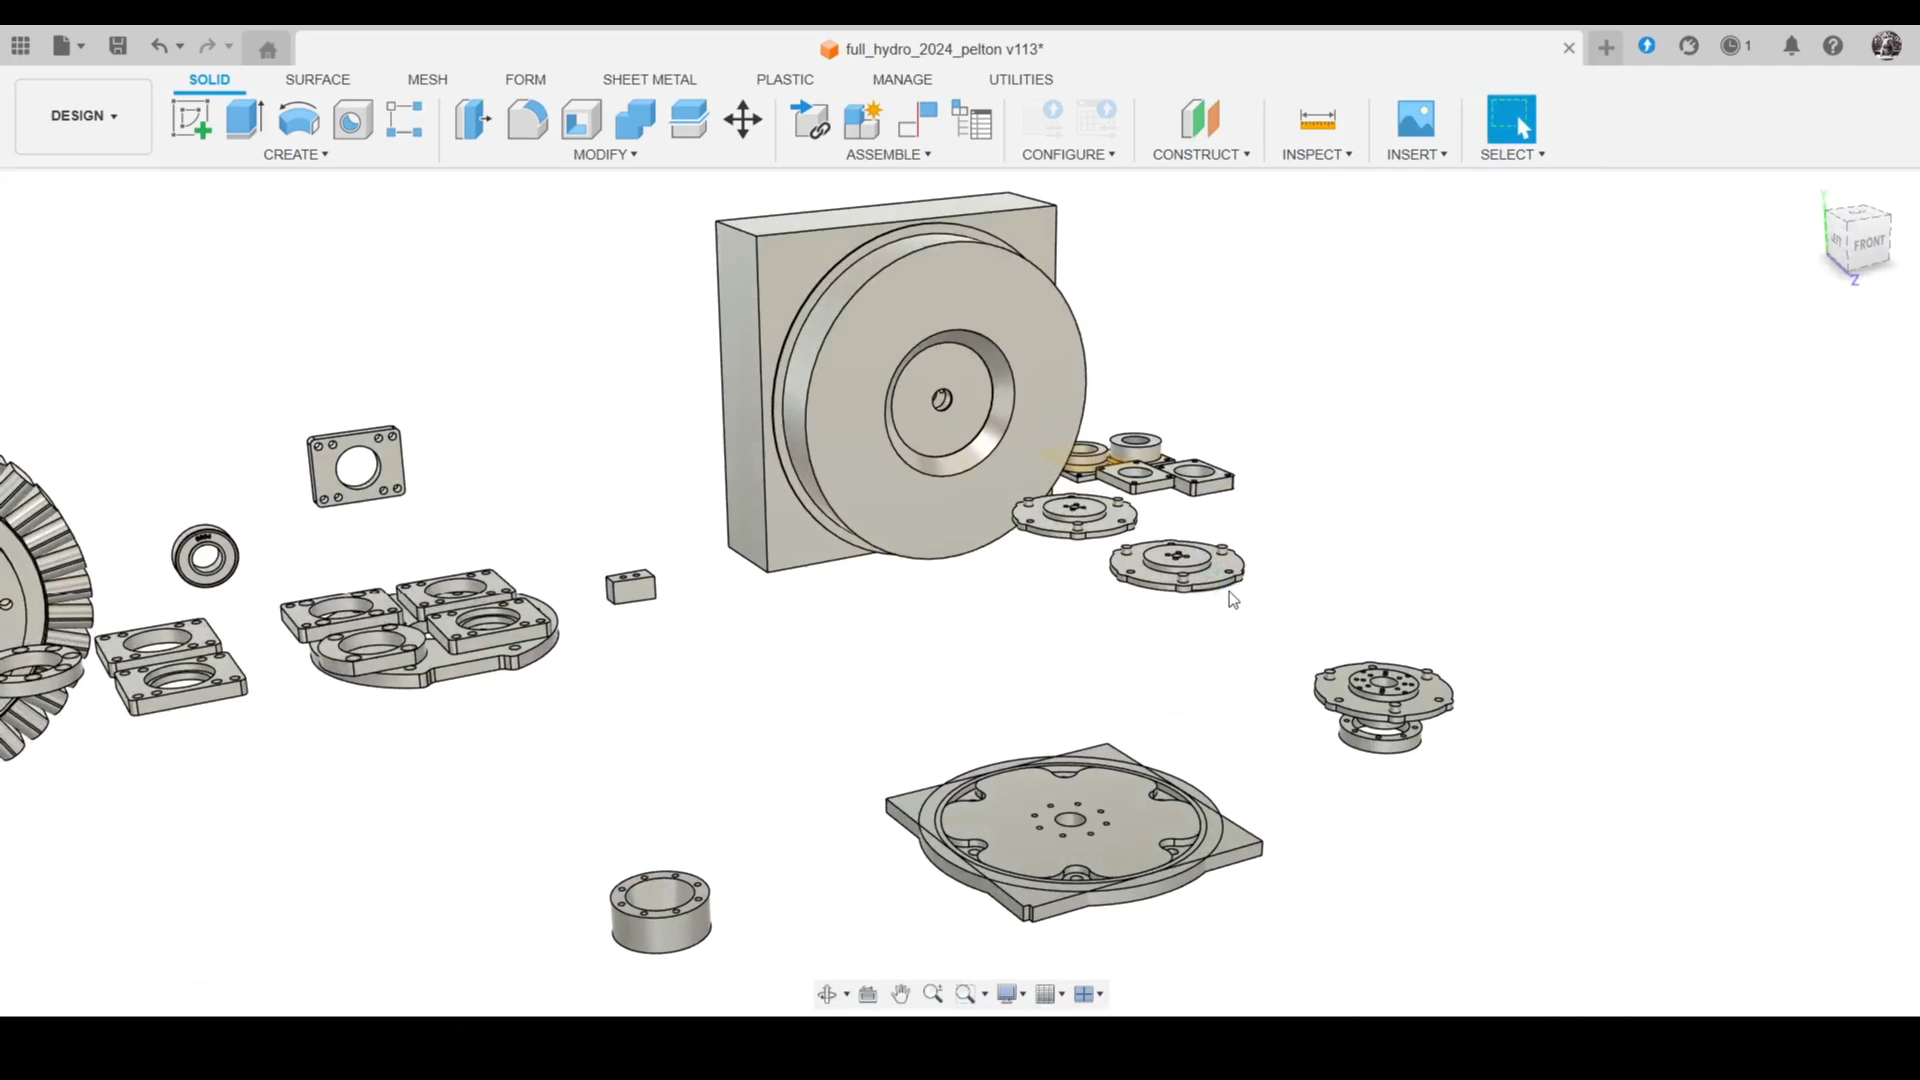 full_hydro_2024_pelton v113*
1
SOLID SURFACE MESH FORM SHEET METAL PLASTIC MANAGE UTILITIES
DESIGN
CREATE MODIFY ASSEMBLE CONFIGURE CONSTRUCT INSPECT INSERT SELECT
Y
FRONT
Z